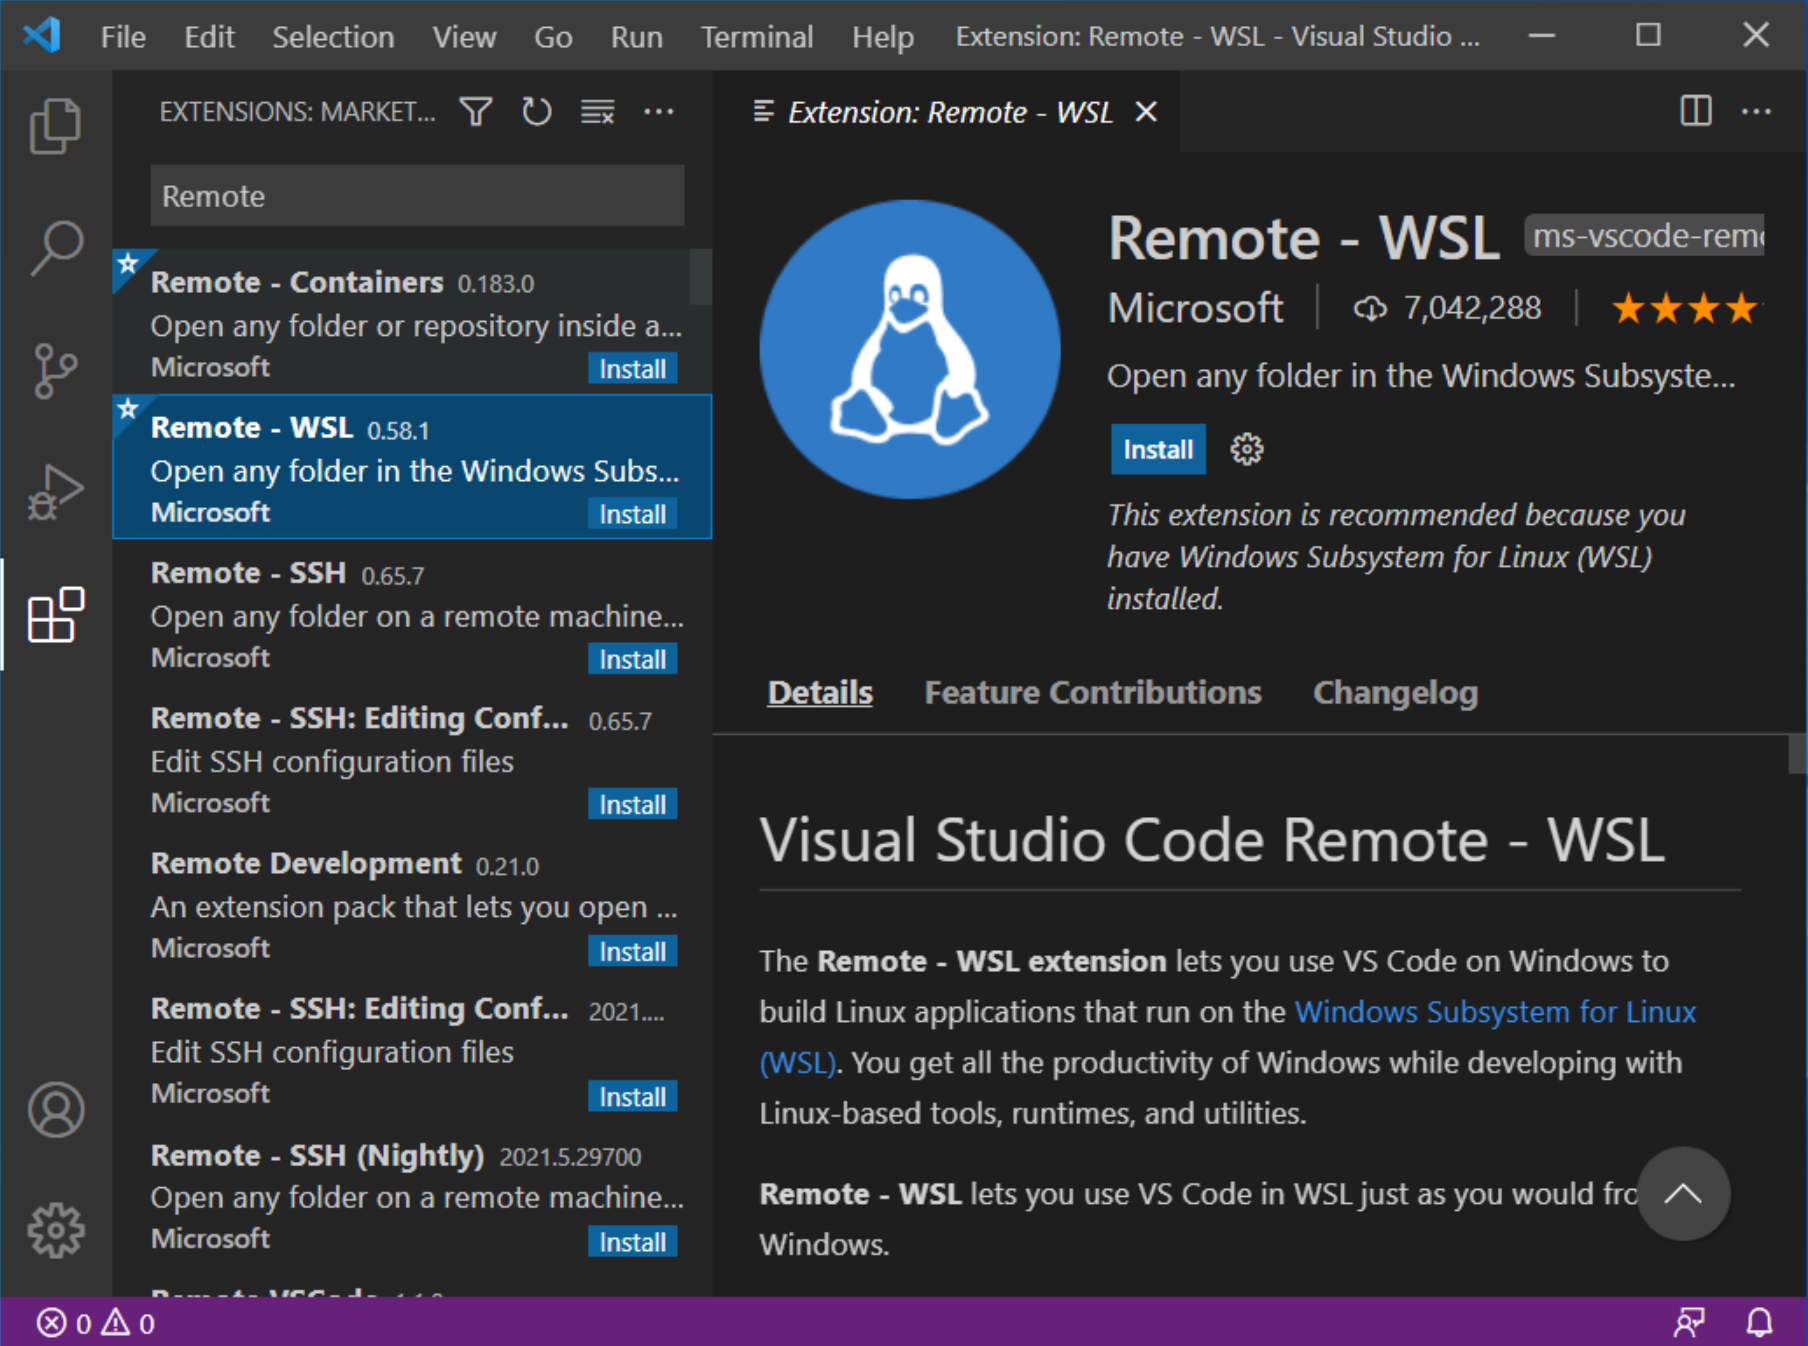 File Edit Selection View Go Run Terminal Help Extension: Remote - WSL - Visual Studio ...
EXTENSIONS: MARKET...
Remote
Remote - Containers 0.183.0
Open any folder or repository inside a...
Microsoft Install
Remote - WSL 0.58.1
Open any folder in the Windows Subs...
Microsoft Install
Remote - SSH 0.65.7
Open any folder on a remote machine...
Microsoft Install
Remote - SSH: Editing Conf... 0.65.7
Edit SSH configuration files
Microsoft Install
Remote Development 0.21.0
An extension pack that lets you open ...
Microsoft Install
Remote - SSH: Editing Conf... 2021....
Edit SSH configuration files
Microsoft Install
Remote - SSH (Nightly) 2021.5.29700
Open any folder on a remote machine...
Microsoft Install
Remote VSCode
Extension: Remote - WSL
Remote - WSL ms-vscode-remo
Microsoft 7,042,288
Open any folder in the Windows Subsyste...
Install
This extension is recommended because you
have Windows Subsystem for Linux (WSL)
installed.
Details Feature Contributions Changelog
Visual Studio Code Remote - WSL
The Remote - WSL extension lets you use VS Code on Windows to
build Linux applications that run on the Windows Subsystem for Linux
(WSL). You get all the productivity of Windows while developing with
Linux-based tools, runtimes, and utilities.
Remote - WSL lets you use VS Code in WSL just as you would fro
Windows.
0 0